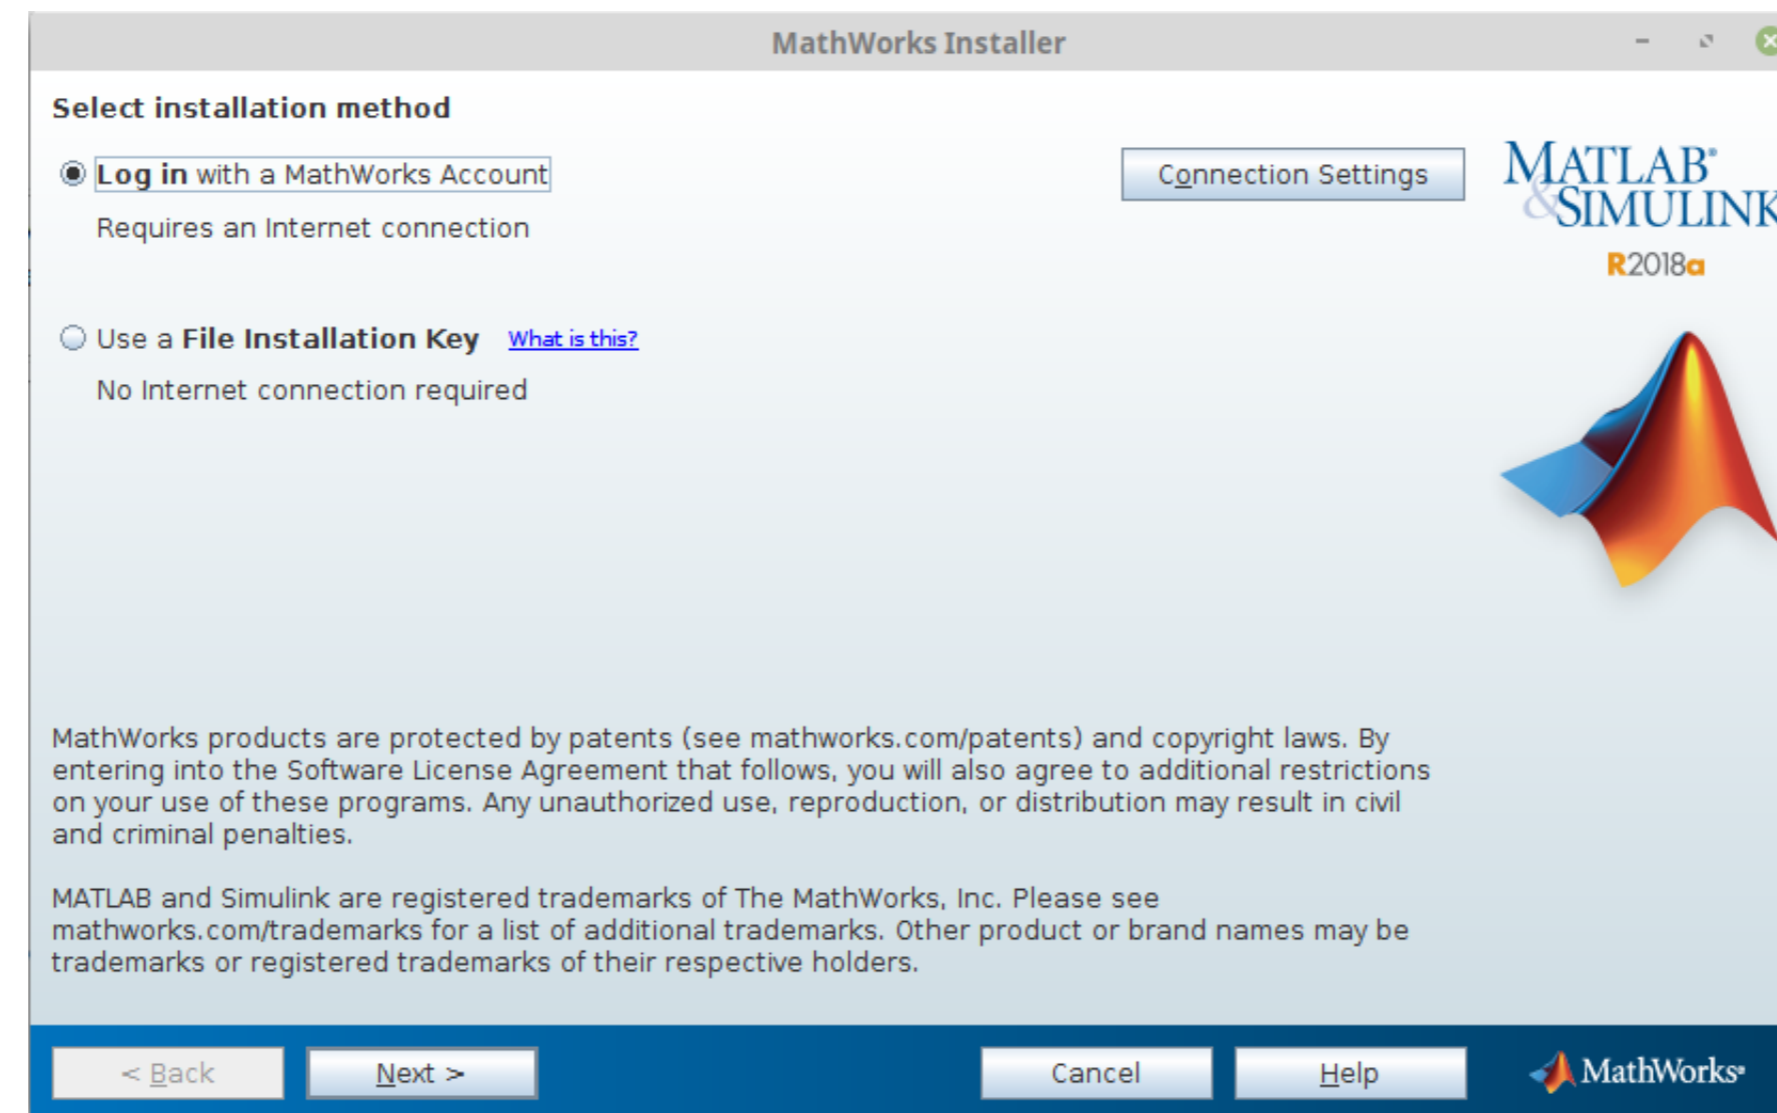 MathWorks Installer
Select installation method
Log in with a MathWorks Account
Connection Settings
Requires an Internet connection
MATLAB®
&SIMULINK
R2018a
Use a File Installation Key What is this?
No Internet connection required
MathWorks products are protected by patents (see mathworks.com/patents) and copyright laws. By
entering into the Software License Agreement that follows, you will also agree to additional restrictions
on your use of these programs. Any unauthorized use, reproduction, or distribution may result in civil
and criminal penalties.
MATLAB and Simulink are registered trademarks of The MathWorks, Inc. Please see
mathworks.com/trademarks for a list of additional trademarks. Other product or brand names may be
trademarks or registered trademarks of their respective holders.
< Back Next > Cancel Help MathWorks®